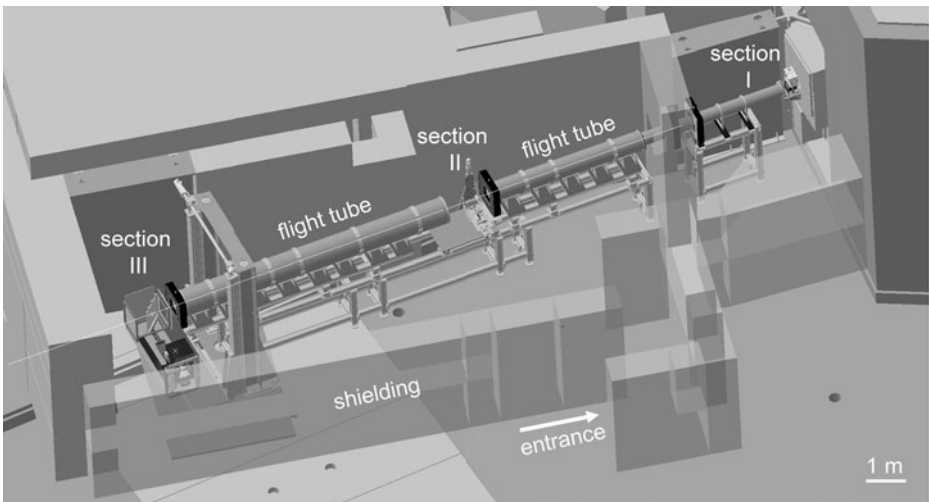 section
I
section
II
flight tube
flight tube
section
III
shielding
entrance
1 m